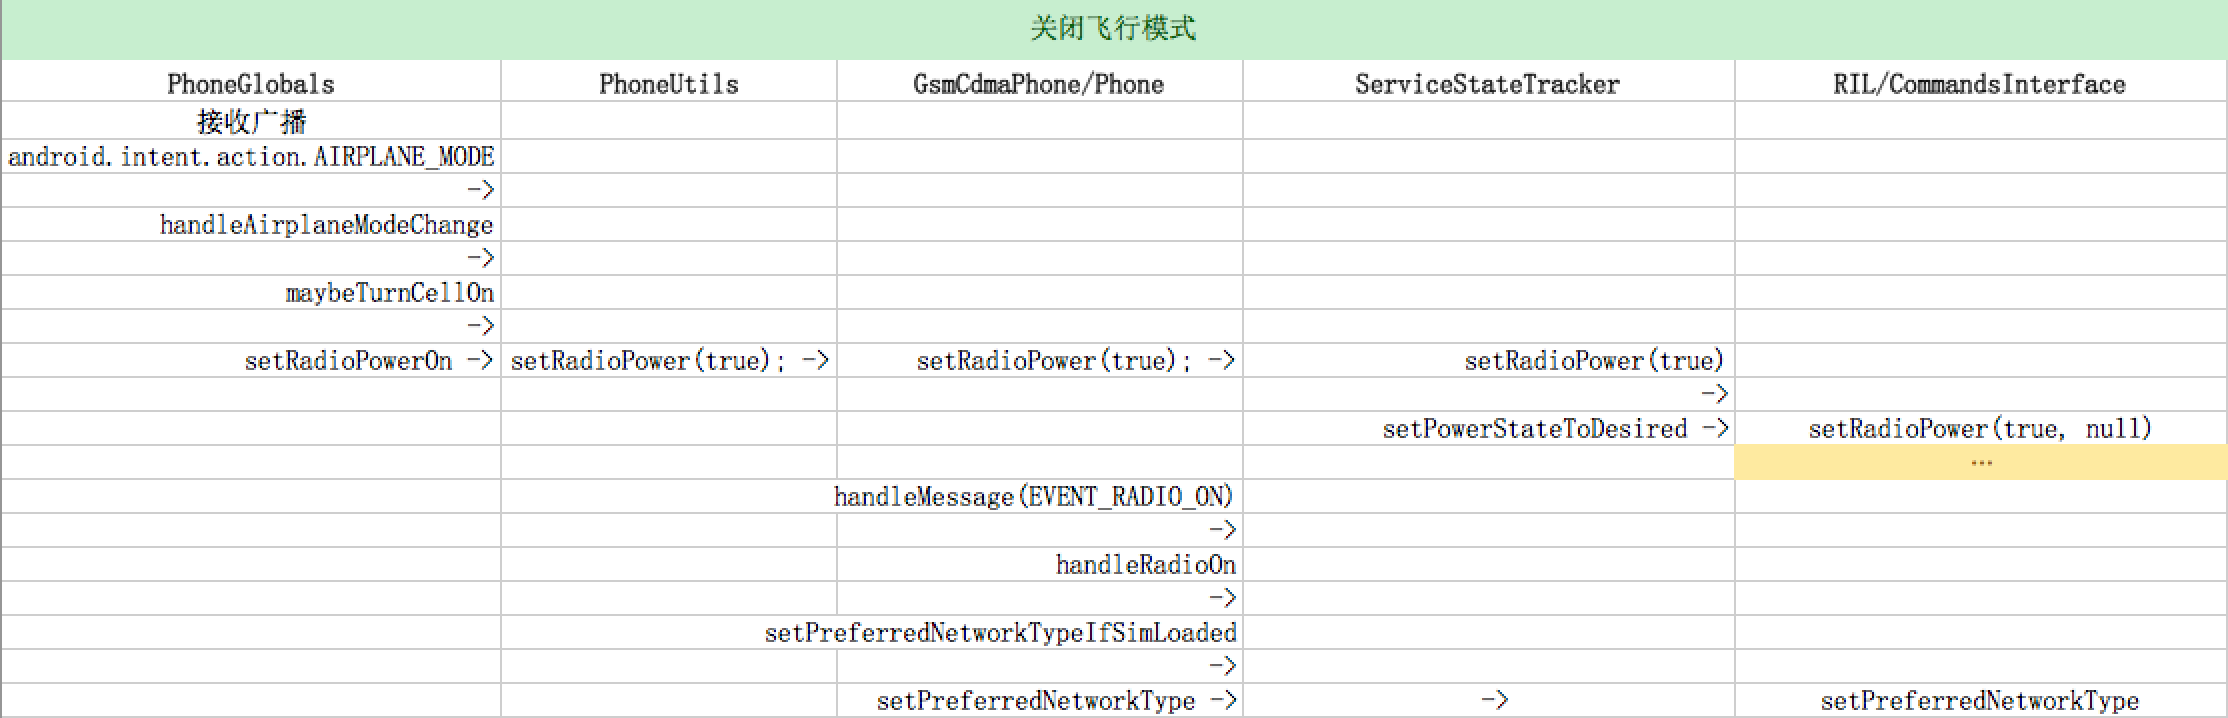 关闭飞行模式
PhoneGlobals PhoneUtils GsmCdmaPhone/Phone ServiceStateTracker RIL/CommandsInterface
接收广播
android.intent.action.AIRPLANE_MODE
->
handleAirplaneModeChange
->
maybeTurnCellOn
->
setRadioPowerOn -> setRadioPower(true); -> setRadioPower(true); -> setRadioPower(true)
->
setPowerStateToDesired -> setRadioPower(true, null)
…
handleMessage(EVENT_RADIO_ON)
->
handleRadioOn
->
setPreferredNetworkTypeIfSimLoaded
->
setPreferredNetworkType -> -> setPreferredNetworkType